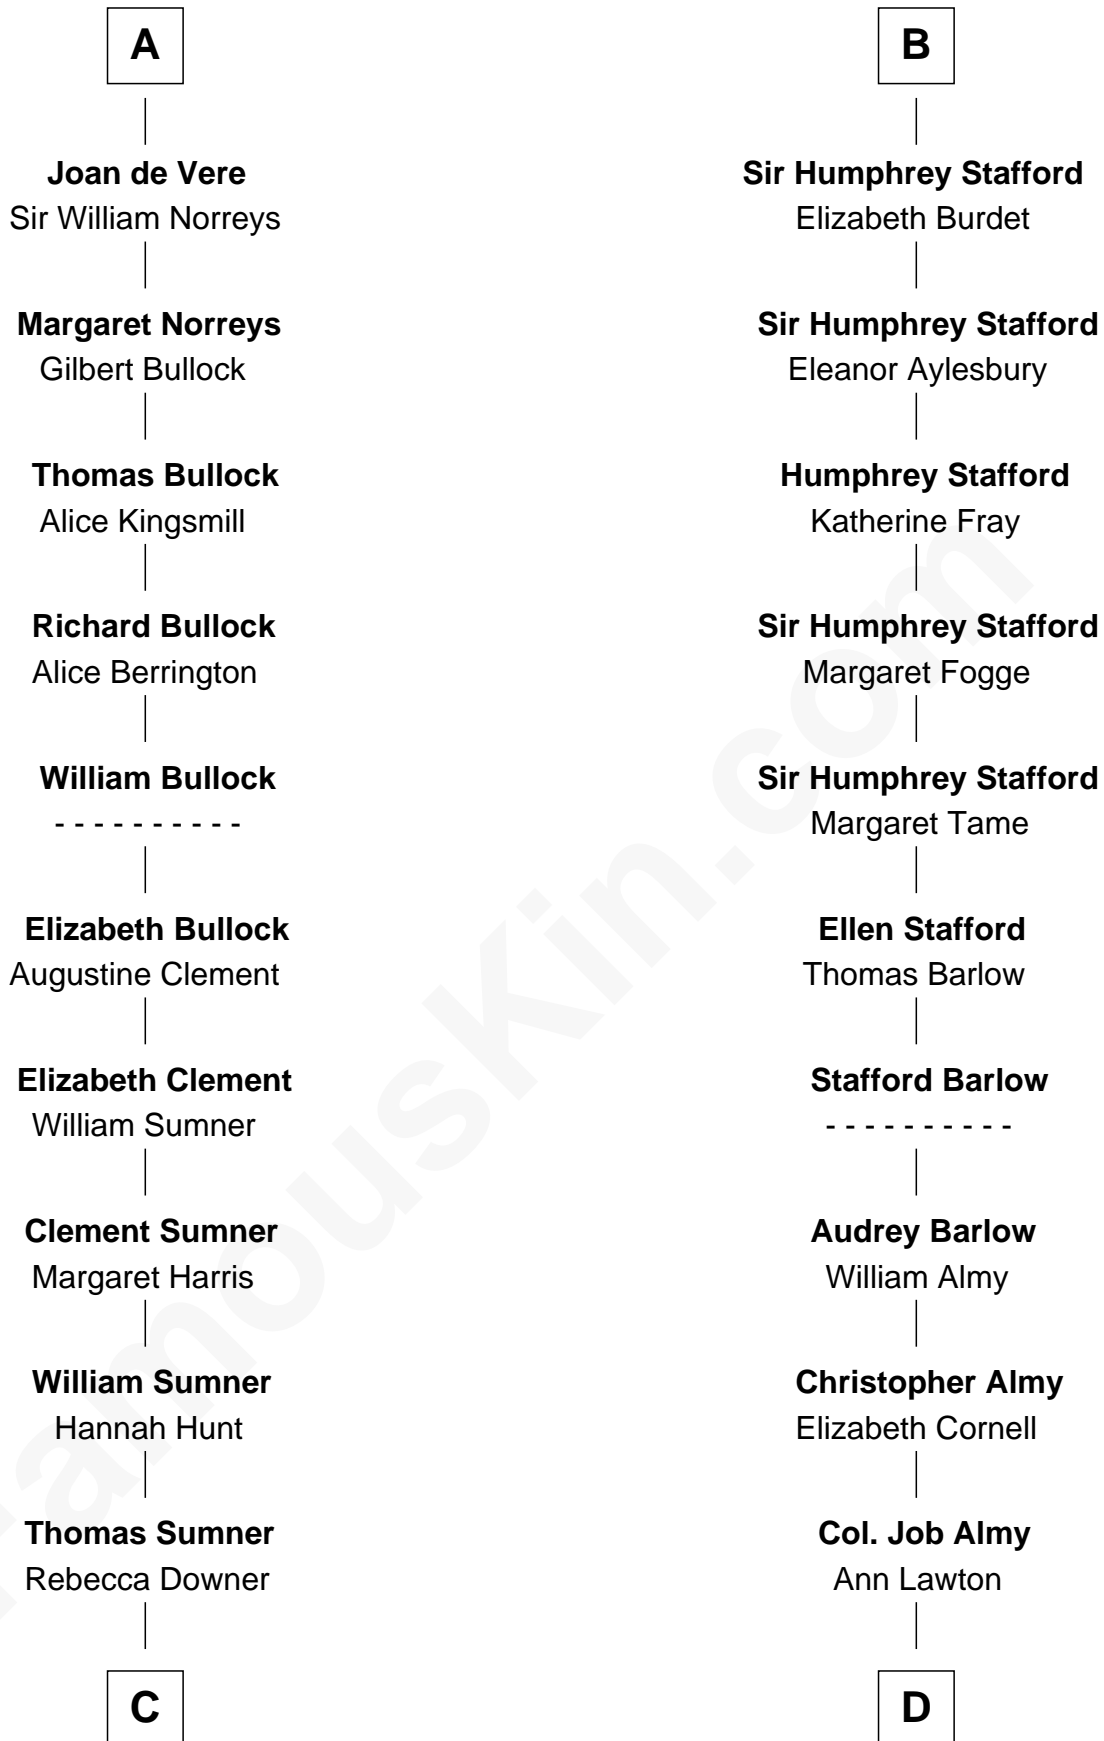 A
Joan de Vere
Sir William Norreys
Margaret Norreys
Gilbert Bullock
Thomas Bullock
Alice Kingsmill
Richard Bullock
Alice Berrington
William Bullock
- - - - - - - - - -
Elizabeth Bullock
Augustine Clement
Elizabeth Clement
William Sumner
Clement Sumner
Margaret Harris
William Sumner
Hannah Hunt
Thomas Sumner
Rebecca Downer
C
B
Sir Humphrey Stafford
Elizabeth Burdet
Sir Humphrey Stafford
Eleanor Aylesbury
Humphrey Stafford
Katherine Fray
Sir Humphrey Stafford
Margaret Fogge
Sir Humphrey Stafford
Margaret Tame
Ellen Stafford
Thomas Barlow
Stafford Barlow
- - - - - - - - - -
Audrey Barlow
William Almy
Christopher Almy
Elizabeth Cornell
Col. Job Almy
Ann Lawton
D
FamousKin.com